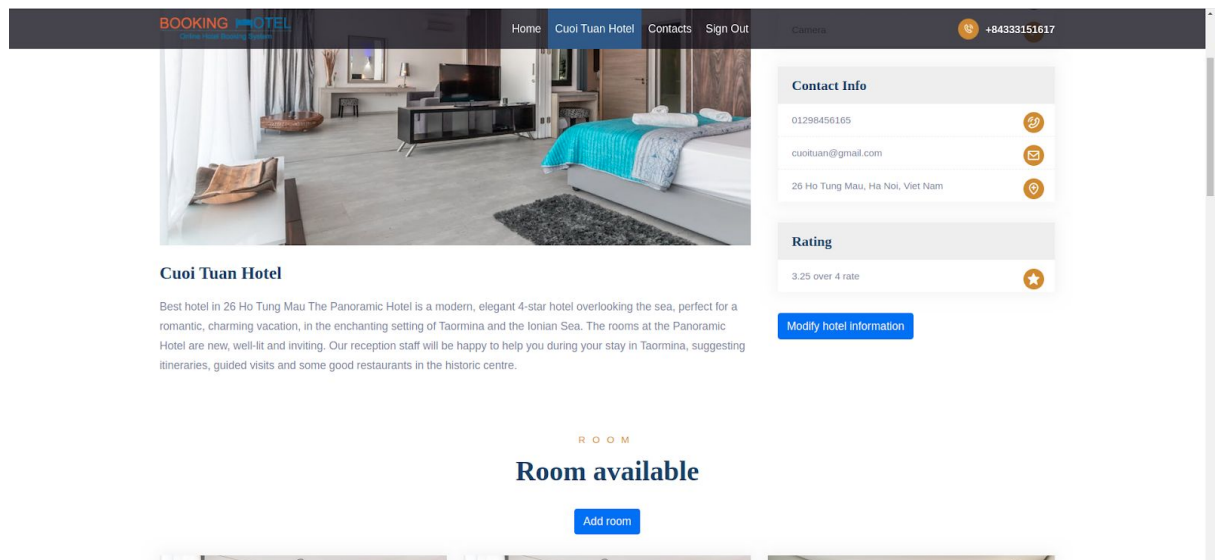 BOOKING HOTEL
Online Hotel Booking System
Home Cuoi Tuan Hotel Contacts Sign Out
+84333151617
Camera
Contact Info
01298456165
cuoituan@gmail.com
26 Ho Tung Mau, Ha Noi, Viet Nam
Rating
3.25 over 4 rate
Modify hotel information
Cuoi Tuan Hotel
Best hotel in 26 Ho Tung Mau The Panoramic Hotel is a modern, elegant 4-star hotel overlooking the sea, perfect for a
romantic, charming vacation, in the enchanting setting of Taormina and the Ionian Sea. The rooms at the Panoramic
Hotel are new, well-lit and inviting. Our reception staff will be happy to help you during your stay in Taormina, suggesting
itineraries, guided visits and some good restaurants in the historic centre.
ROOM
Room available
Add room